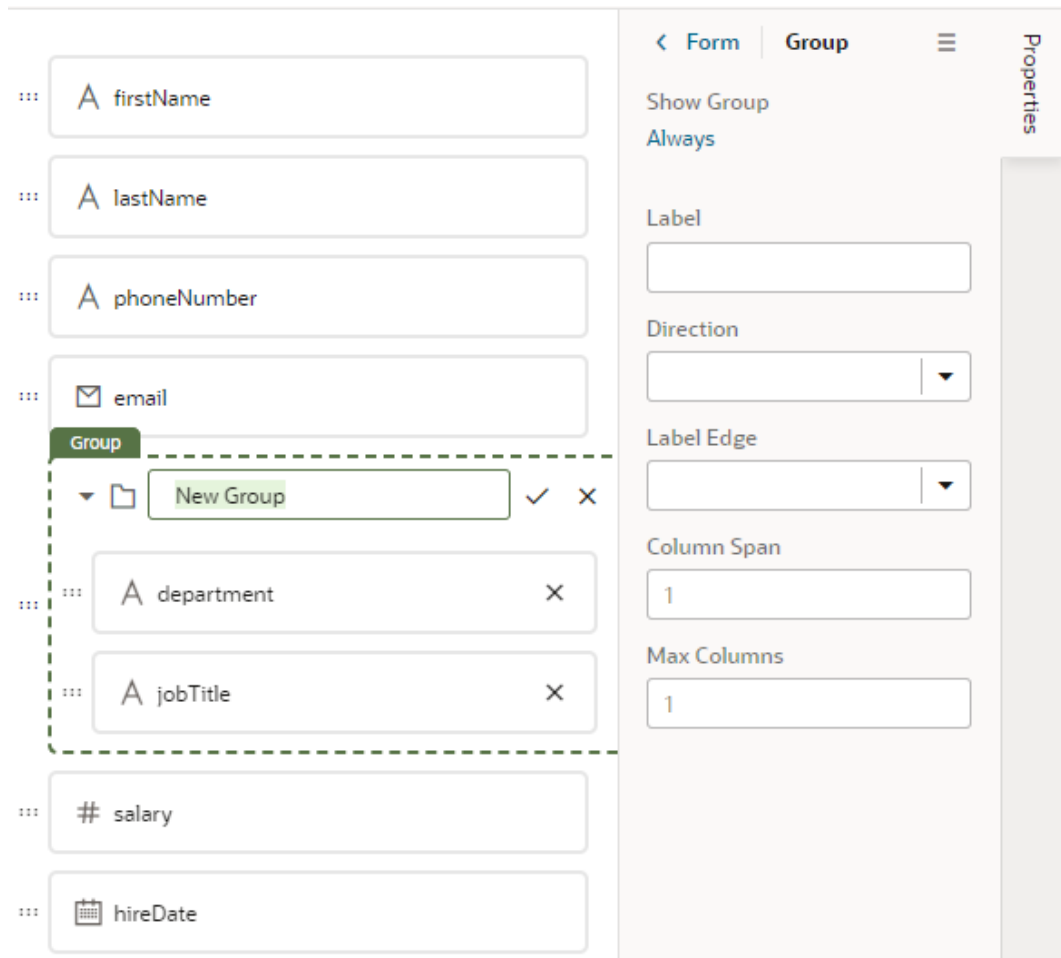 firstName
lastName
phoneNumber
email
Group
New Group
department
jobTitle
salary
hireDate
Form
Group
Show Group
Always
Label
Direction
Label Edge
Column Span
1
Max Columns
1
Properties